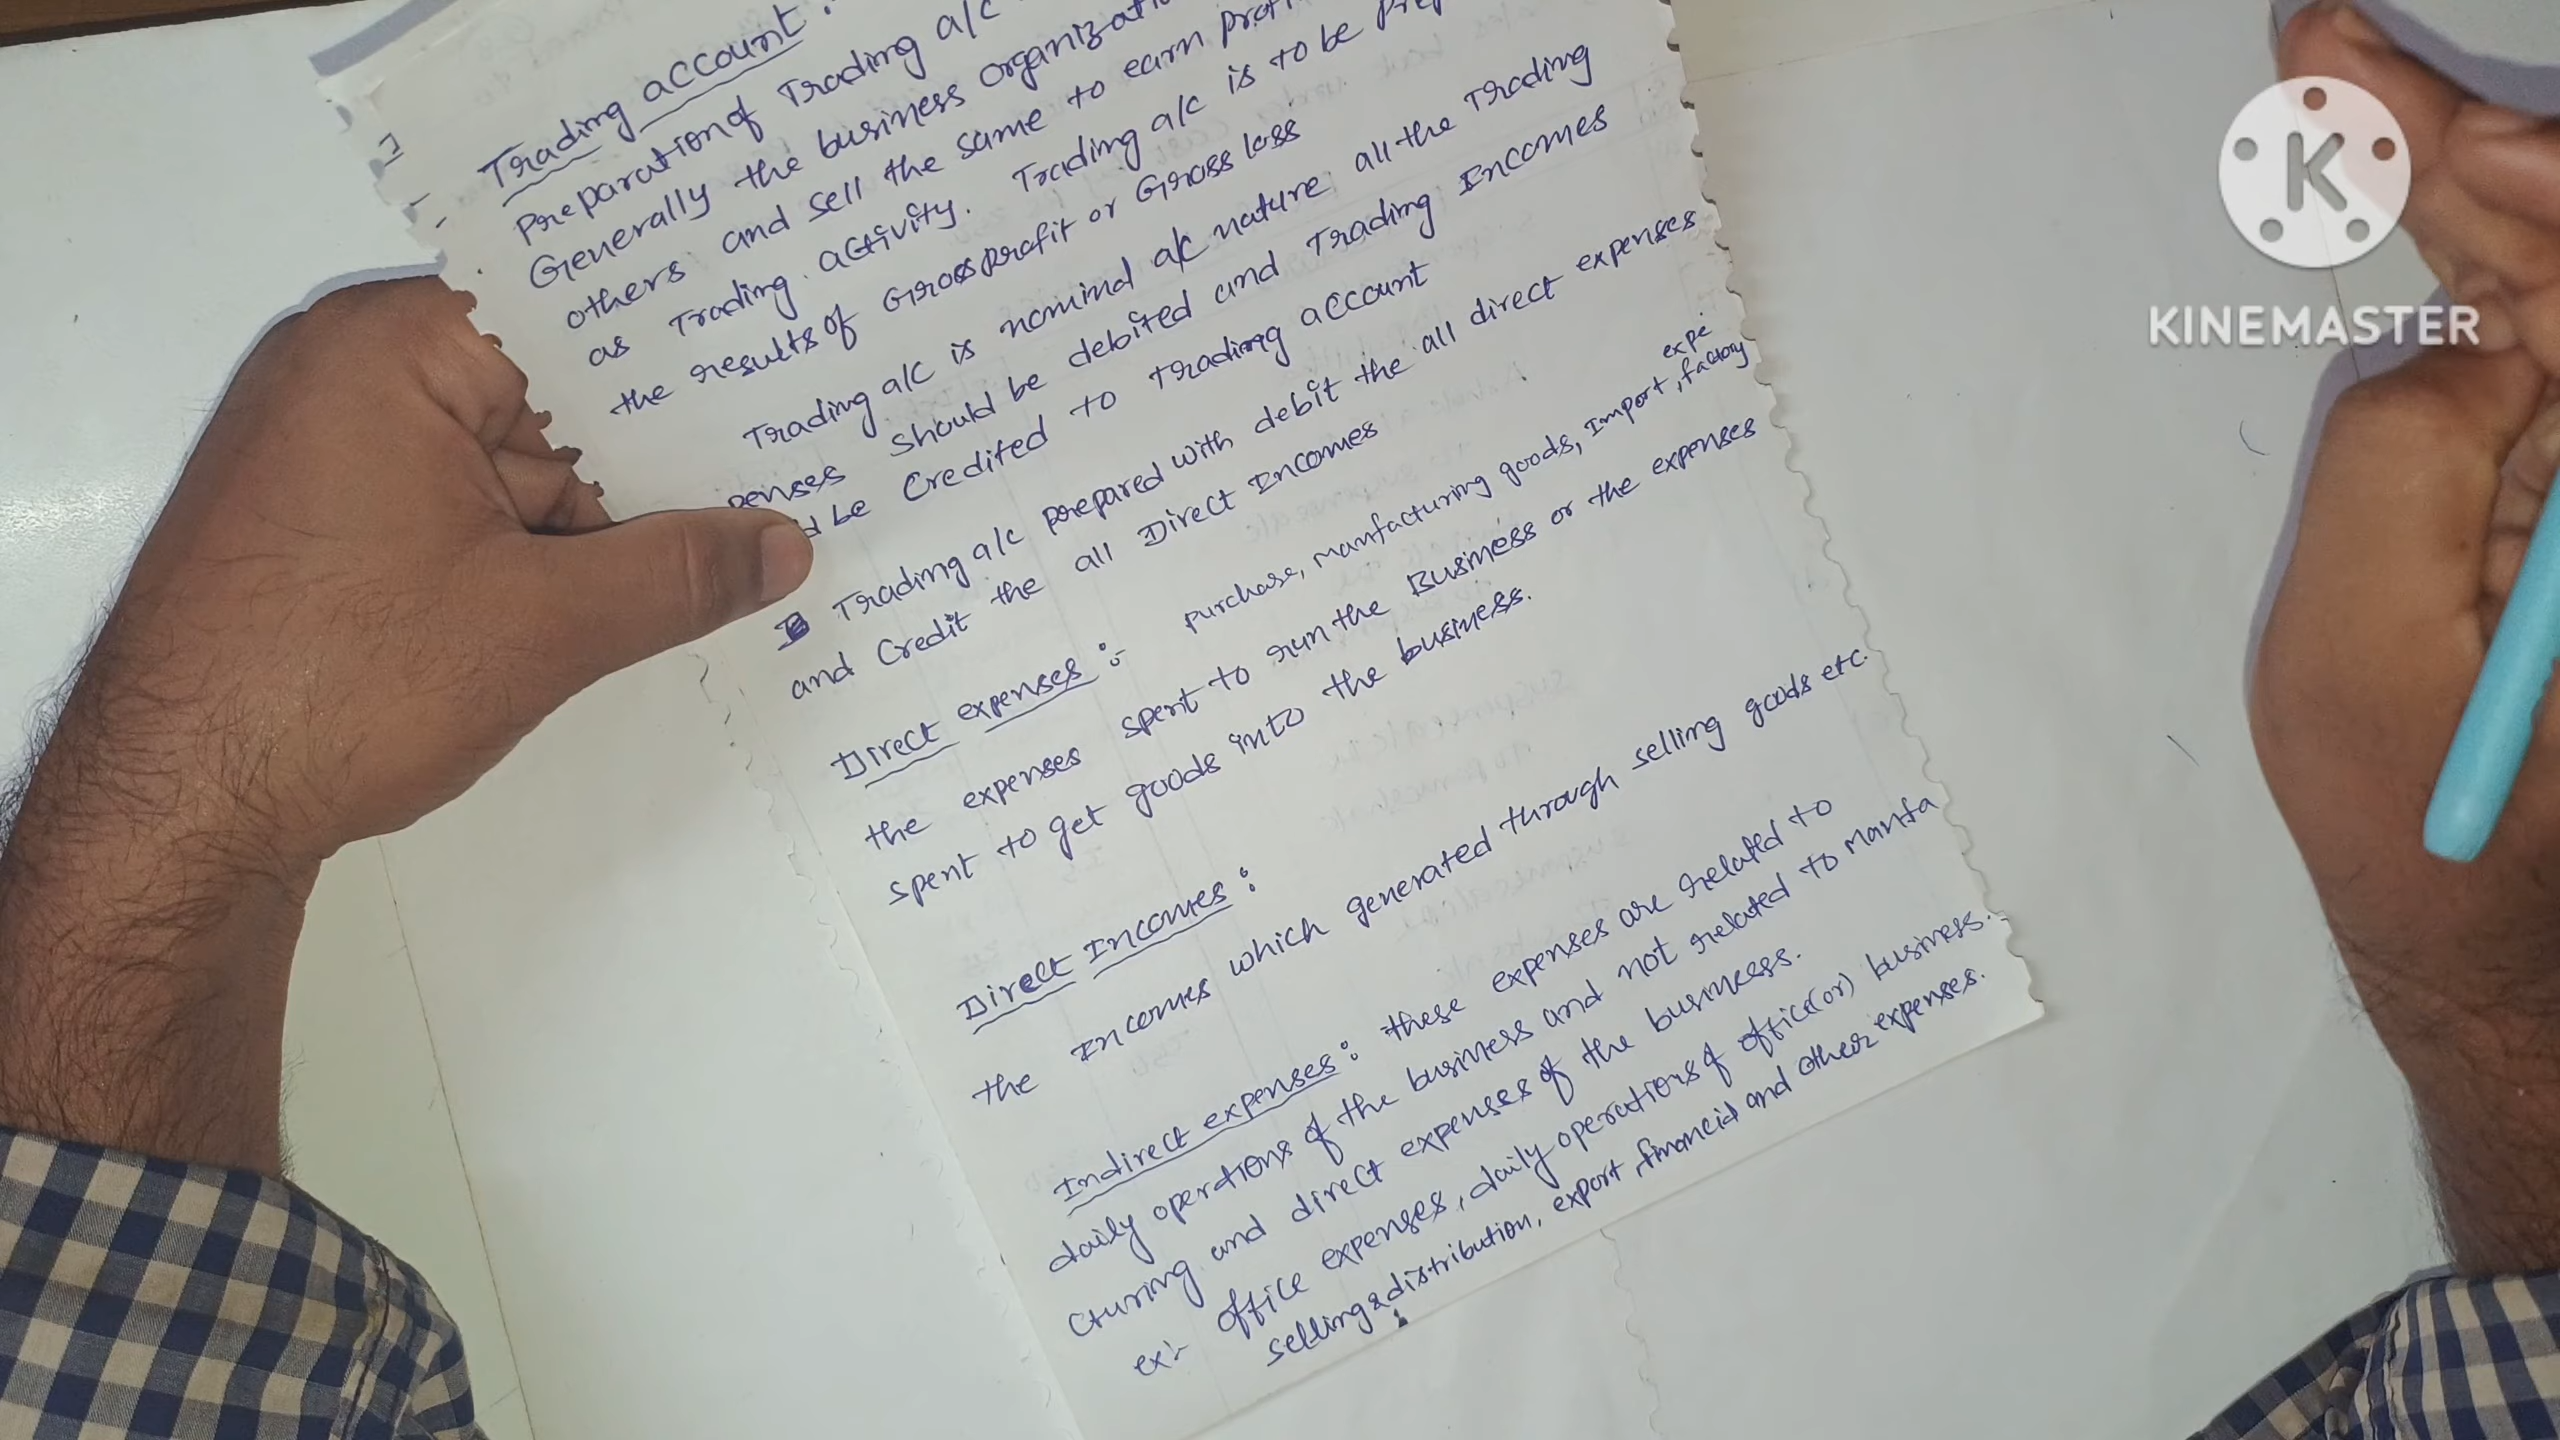 Trading account:
Preparation of Trading a/c
Generally the business
others and sell the same to earn
as Trading activity. Trading a/c is to be
the results of Gross profit or Gross loss
Trading a/c is nominal a/c nature all the Trading
penses should be debited and Trading Incomes
be Credited to Trading account
Trading a/c prepared with debit the all direct expenses
and Credit the all Direct Incomes
expe
Direct expenses :- purchase, manfacturing goods, Import, factory
the expenses spent to run the Business or the expenses
spent to get goods into the business.
Direct Incomes :
the Incomes which generated through selling goods etc.
Indirect expenses : these expenses are related to
daily opertions of the business and not related to manfa
cturing and direct expenses of the business.
ex:- office expenses, daily operations of office(or) business.
selling & distribution, export, financial and other expenses.
K
KINEMASTER